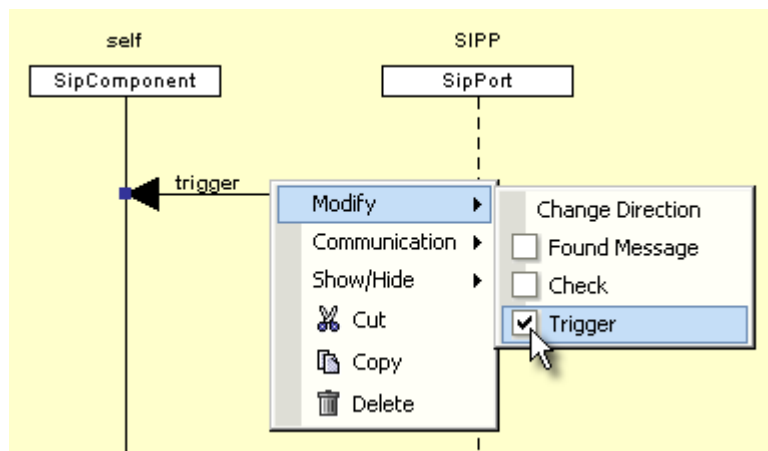 self
SIPP
SipComponent
SipPort
trigger
Modify
Change Direction
Communication
Found Message
Show/Hide
Check
Cut
Trigger
Copy
Delete